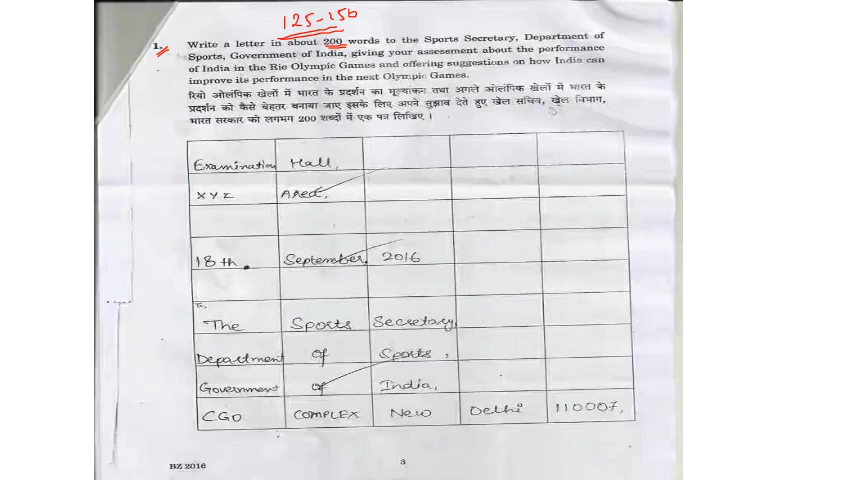 125-150
1. Write a letter in about 200 words to the Sports Secretary, Department of
Sports, Government of India, giving your assessment about the performance
of India in the Rio Olympic Games and offering suggestions on how India can
improve its performance in the next Olympic Games.
रियो ओलंपिक खेलों में भारत के प्रदर्शन का मूल्यांकन तथा अगले ओलंपिक खेलों में भारत के
प्रदर्शन को कैसे बेहतर बनाया जाए इसके लिए अपने सुझाव देते हुए खेल सचिव, खेल विभाग,
भारत सरकार को लगभग 200 शब्दों में एक पत्र लिखिए ।
Examination Hall,
XYZ Area,
18th September, 2016
The Sports Secretary,
Department of Sports,
Government of India,
CGO COMPLEX New Delhi 110007,
BZ 2016
3